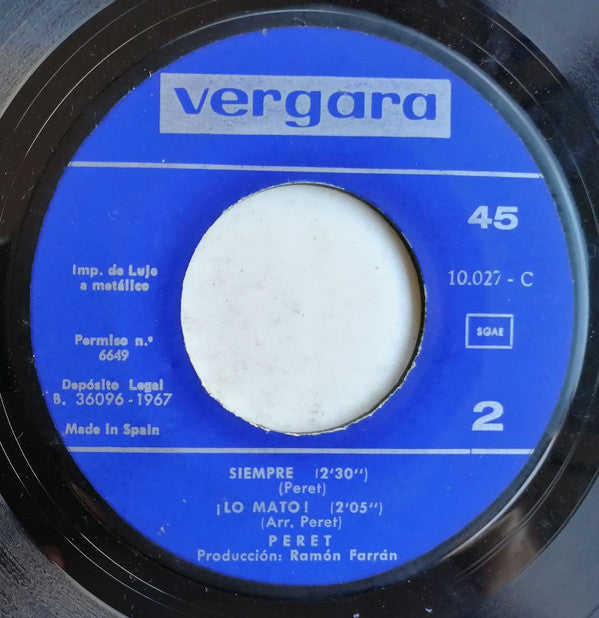 vergara
45
Imp. de Lujo
a metálico
10.027 - C
Permiso n.º
6649
SGAE
Depósito Legal
B. 36096 - 1967
Made in Spain
2
SIEMPRE (2'30'')
(Peret)
¡LO MATO! (2'05'')
(Arr. Peret)
PERET
Producción: Ramón Farrán